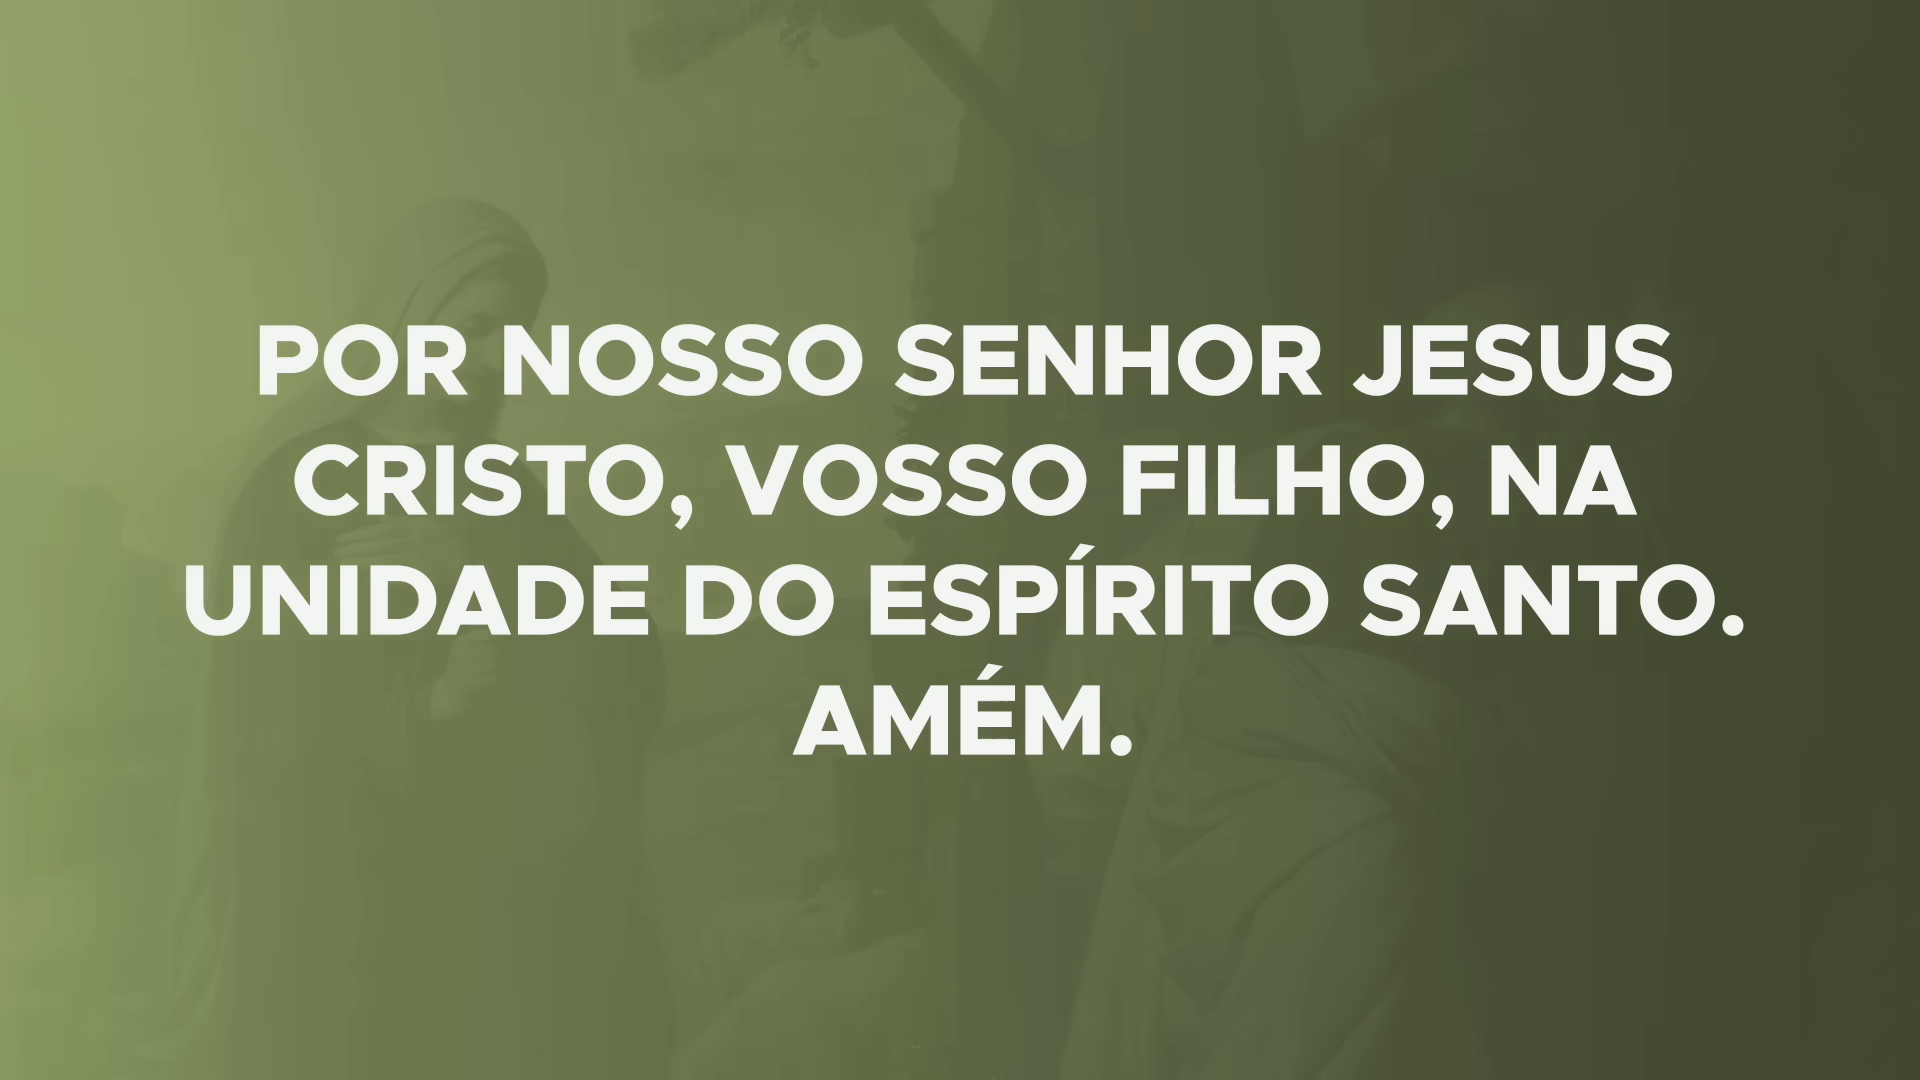 POR NOSSO SENHOR JESUS
CRISTO, VOSSO FILHO, NA
UNIDADE DO ESPÍRITO SANTO.
AMÉM.